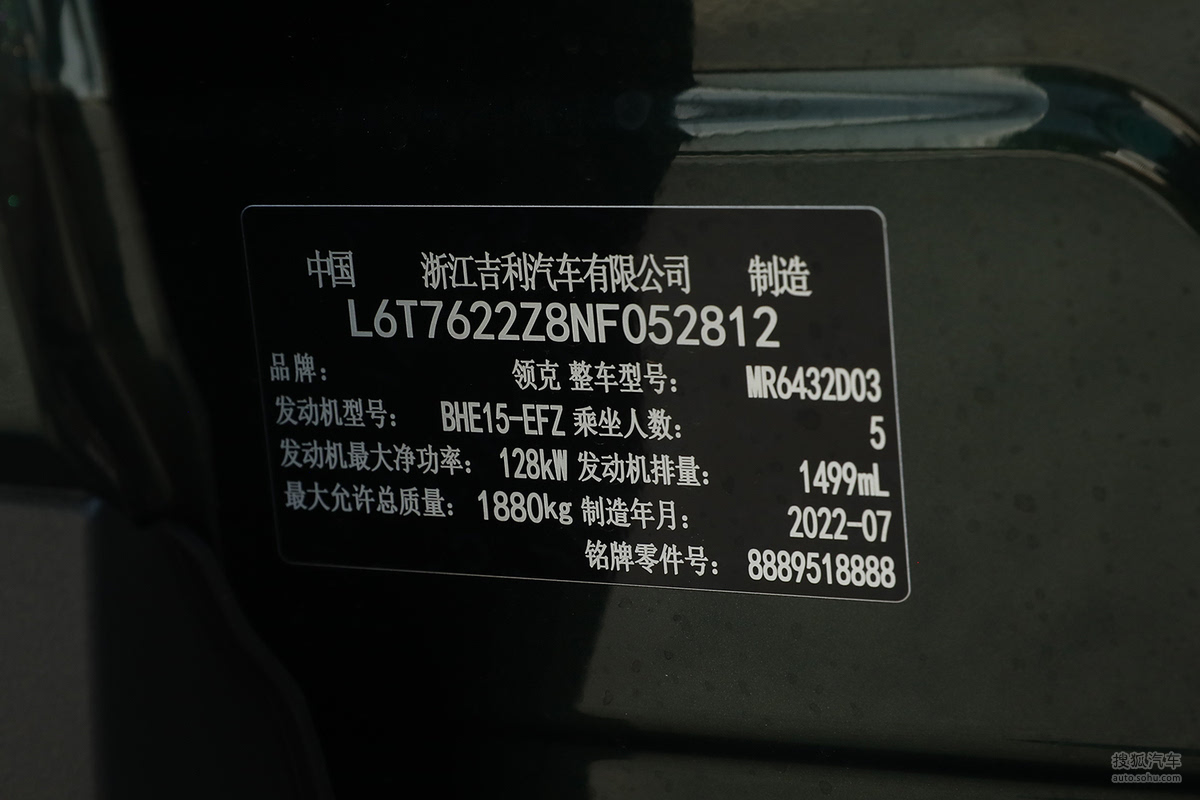 中国 浙江吉利汽车有限公司 制造
L6T7622Z8NF052812
品牌: 领克 整车型号: MR6432D03
发动机型号: BHE15-EFZ 乘坐人数: 5
发动机最大净功率: 128kW 发动机排量: 1499mL
最大允许总质量: 1880kg 制造年月: 2022-07
铭牌零件号: 8889518888
搜狐汽车
auto.sohu.com